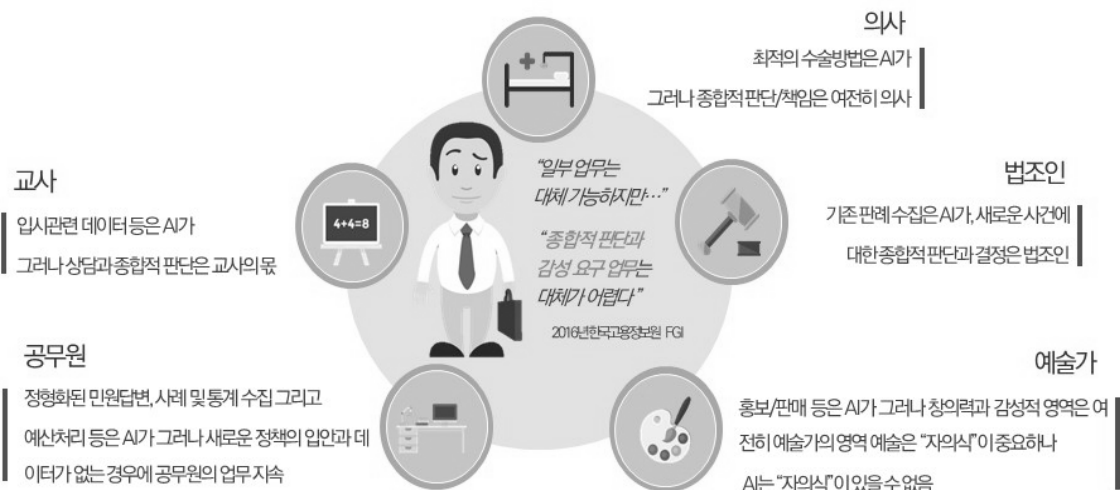 의사
최적의 수술방법은 AI가
그러나 종합적 판단/책임은 여전히 의사
교사
입시관련 데이터 등은 AI가
그러나 상담과 종합적 판단은 교사의 몫
4+4=8
“일부 업무는
대체 가능하지만…”
“종합적 판단과
감성 요구 업무는
대체가 어렵다”
2016년 한국고용정보원 FGI
법조인
기존 판례 수집은 AI가, 새로운 사건에
대한 종합적 판단과 결정은 법조인
공무원
정형화된 민원답변, 사례 및 통계 수집 그리고
예산처리 등은 AI가 그러나 새로운 정책의 입안과 데
이터가 없는 경우에 공무원의 업무 지속
예술가
홍보/판매 등은 AI가 그러나 창의력과 감성적 영역은 여
전히 예술가의 영역 예술은 “자의식”이 중요하나
AI는 “자의식”이 있을 수 없음